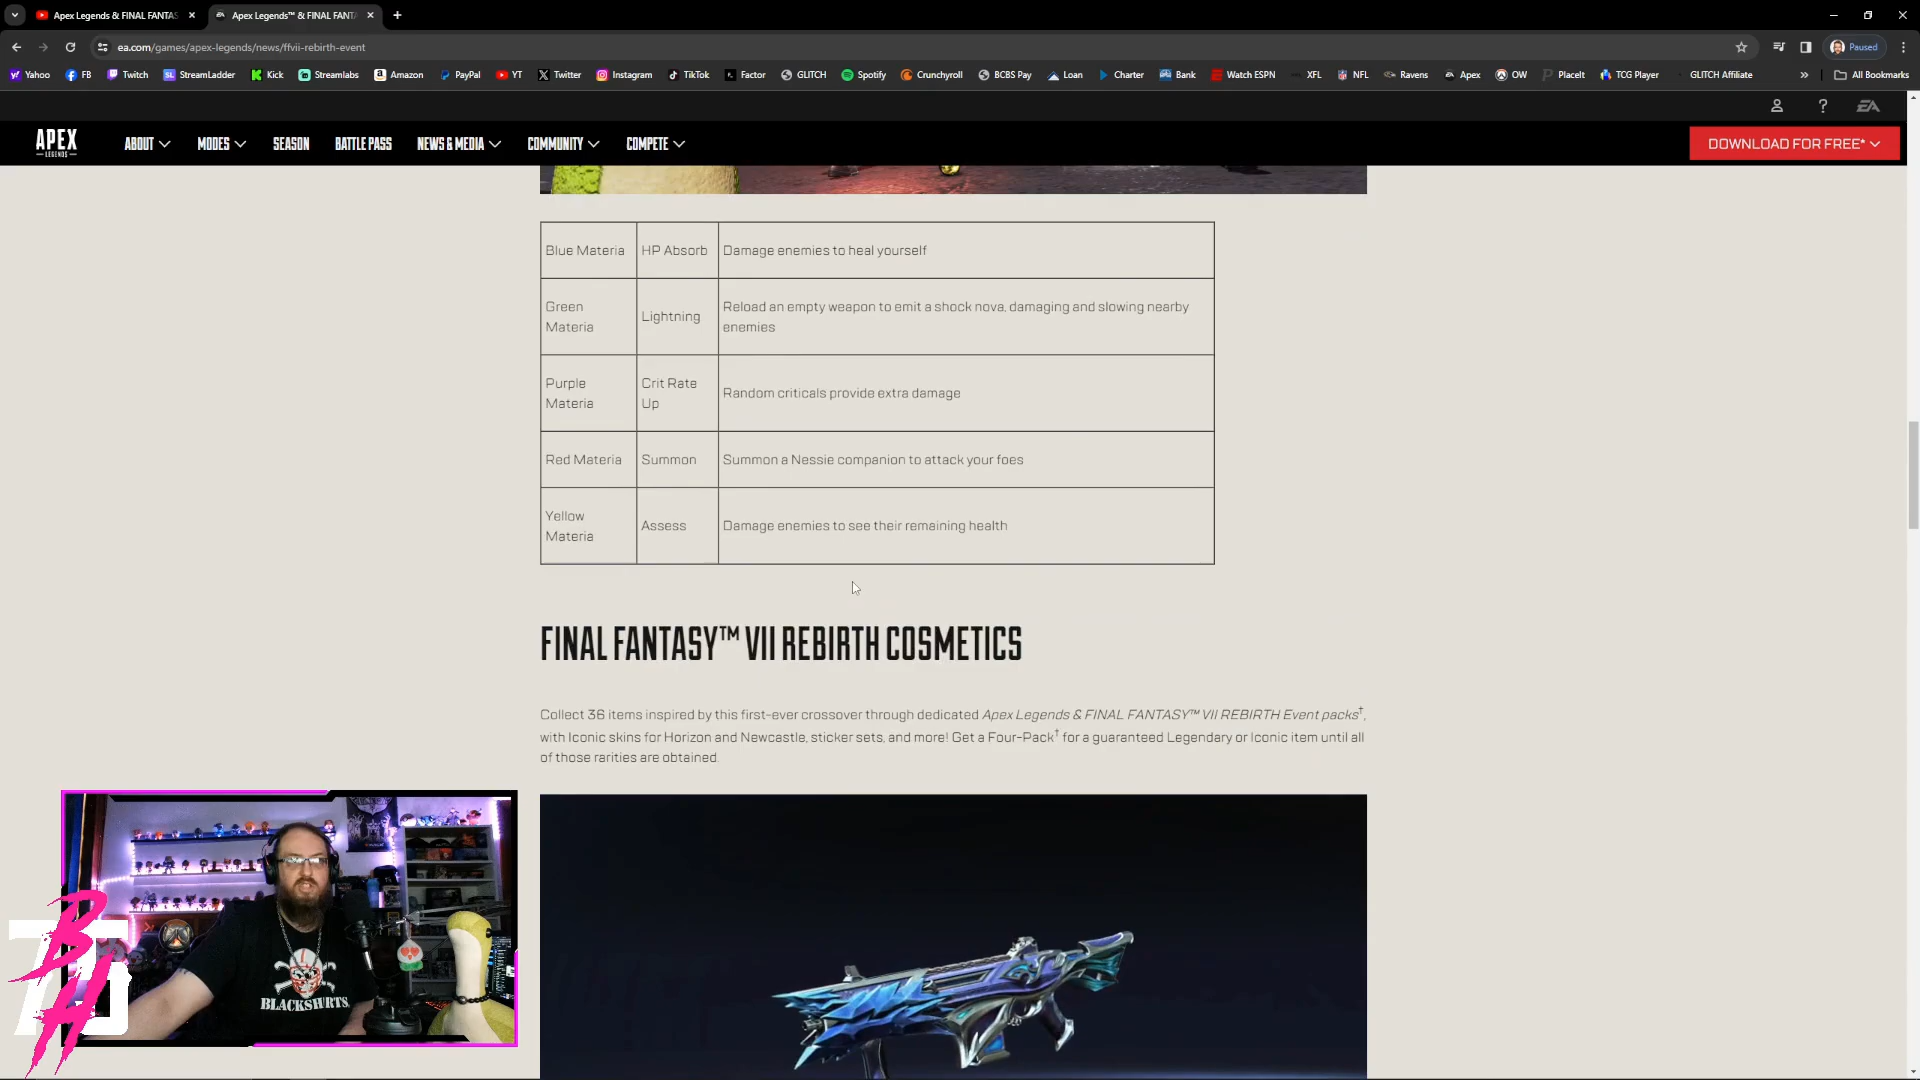 Apex Legends & FINAL FANTAS
Apex Legends™ & FINAL FANTA
ea.com/games/apex-legends/news/ffvii-rebirth-event
Paused
Yahoo
FB
Twitch
StreamLadder
Kick
Streamlabs
Amazon
PayPal
YT
Twitter
Instagram
TikTok
Factor
GLITCH
Spotify
Crunchyroll
BCBS Pay
Loan
Charter
Bank
Watch ESPN
XFL
NFL
Ravens
Apex
OW
PlaceIt
TCG Player
GLITCH Affiliate
»
All Bookmarks
EA
APEX
LEGENDS
ABOUT
MODES
SEASON
BATTLE PASS
NEWS & MEDIA
COMMUNITY
COMPETE
DOWNLOAD FOR FREE*
Blue Materia
HP Absorb
Damage enemies to heal yourself
Green
Materia
Lightning
Reload an empty weapon to emit a shock nova, damaging and slowing nearby
enemies
Purple
Materia
Crit Rate
Up
Random criticals provide extra damage
Red Materia
Summon
Summon a Nessie companion to attack your foes
Yellow
Materia
Assess
Damage enemies to see their remaining health
FINAL FANTASY™ VII REBIRTH COSMETICS
Collect 36 items inspired by this first-ever crossover through dedicated Apex Legends & FINAL FANTASY™ VII REBIRTH Event packs†,
with Iconic skins for Horizon and Newcastle, sticker sets, and more! Get a Four-Pack† for a guaranteed Legendary or Iconic item until all
of those rarities are obtained.
BLACKSHIRTS
BH